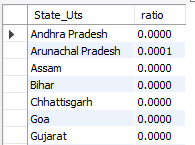 State_Uts ratio
Andhra Pradesh 0.0000
Arunachal Pradesh 0.0001
Assam 0.0000
Bihar 0.0000
Chhattisgarh 0.0000
Goa 0.0000
Gujarat 0.0000